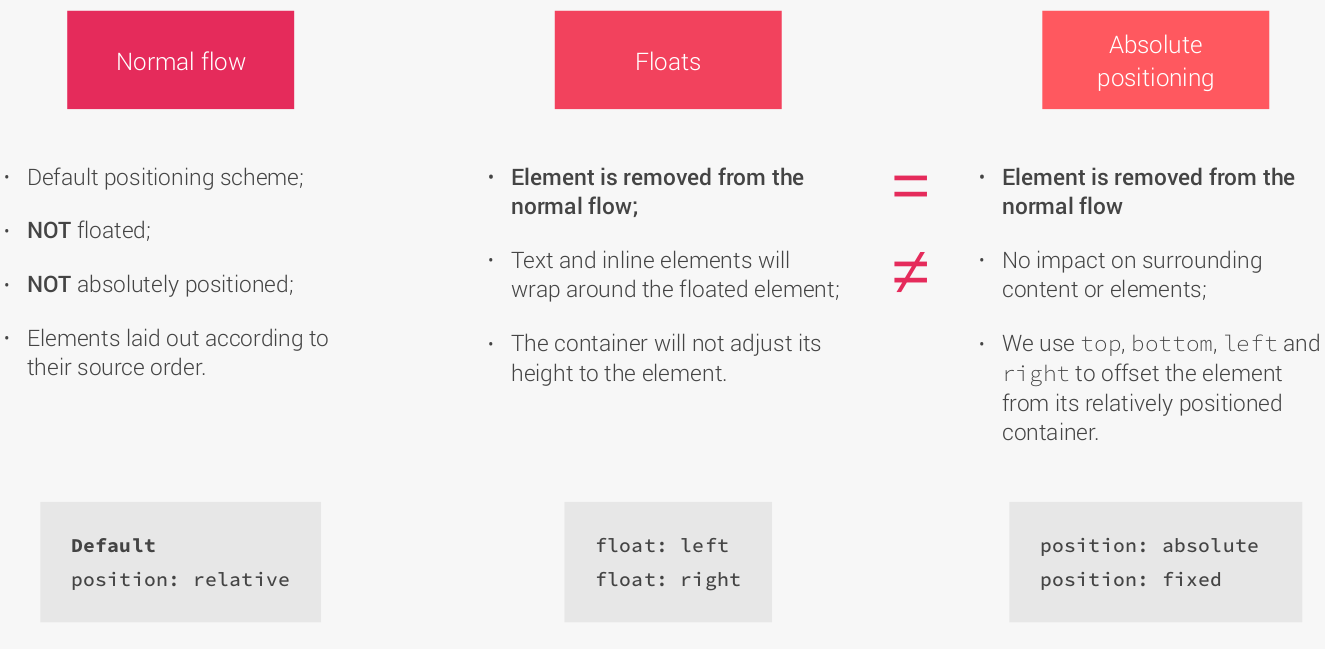 Normal flow
• Default positioning scheme;
• NOT floated;
• NOT absolutely positioned;
• Elements laid out according to
their source order.
Default
position: relative
Floats
• Element is removed from the
normal flow;
• Text and inline elements will
wrap around the floated element;
• The container will not adjust its
height to the element.
float: left
float: right
=
≠
Absolute
positioning
• Element is removed from the
normal flow
• No impact on surrounding
content or elements;
• We use top, bottom, left and
right to offset the element
from its relatively positioned
container.
position: absolute
position: fixed